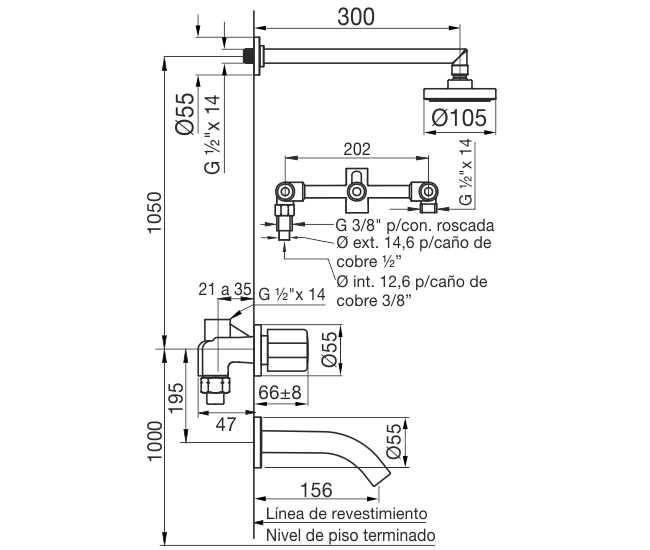 300
Ø55
G ½"x 14
Ø105
202
G ½"x 14
1050
G 3/8" p/con. roscada
Ø ext. 14,6 p/caño de
cobre ½”
Ø int. 12,6 p/caño de
cobre 3/8”
21 a 35
G ½"x 14
Ø55
66±8
195
47
1000
Ø55
156
Línea de revestimiento
Nivel de piso terminado